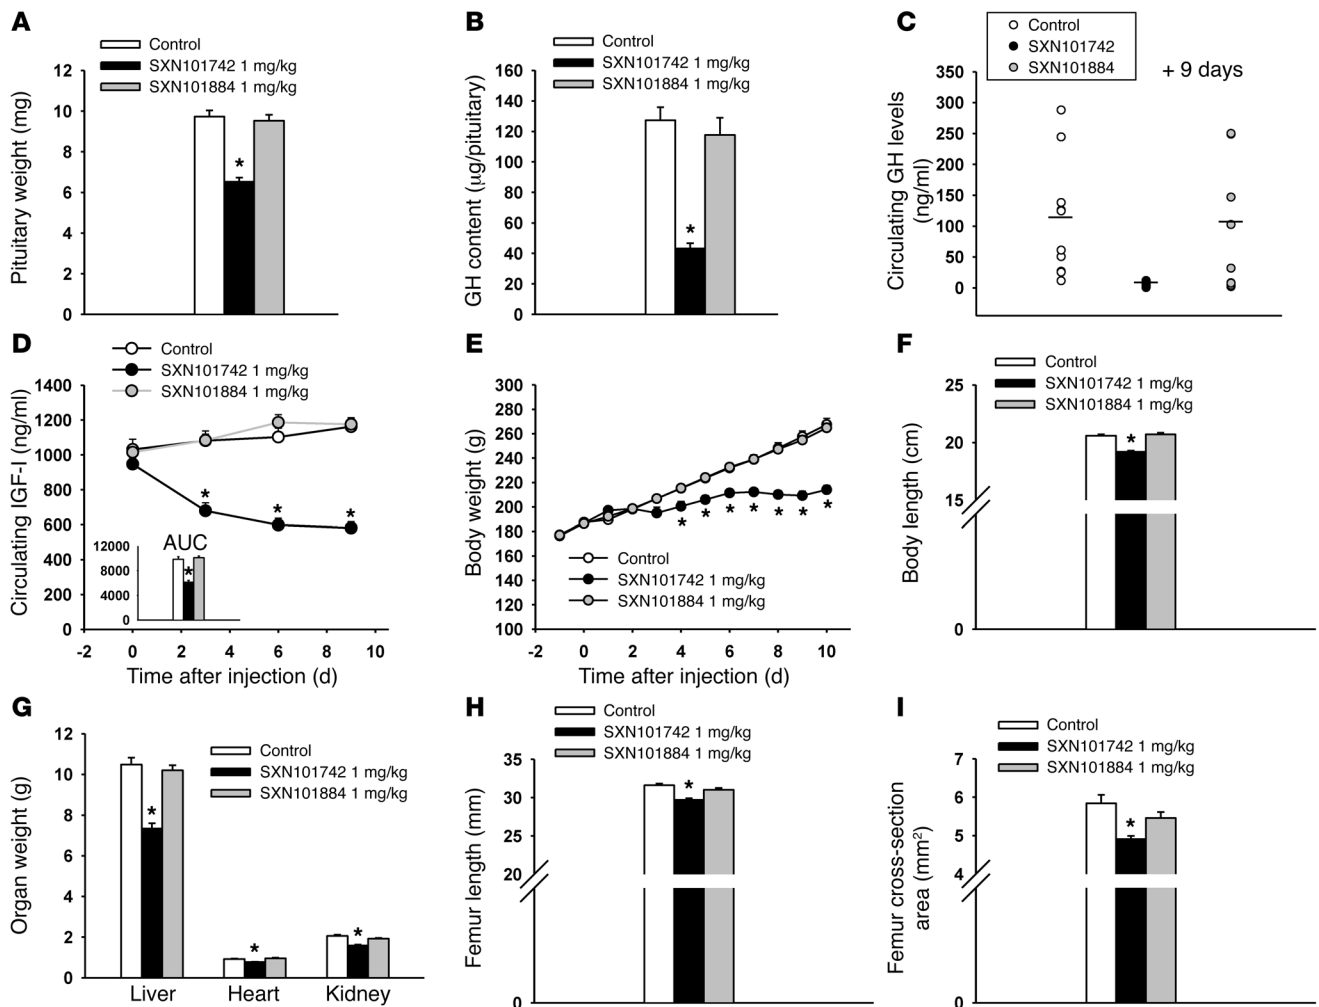 A
Control
SXN101742 1 mg/kg
SXN101884 1 mg/kg
Pituitary weight (mg)
12
10
8
6
4
2
0
*
B
Control
SXN101742 1 mg/kg
SXN101884 1 mg/kg
GH content (µg/pituitary)
160
140
120
100
80
60
40
20
0
*
C
Control
SXN101742
SXN101884
+ 9 days
Circulating GH levels
(ng/ml)
350
300
250
200
150
100
50
0
D
Control
SXN101742 1 mg/kg
SXN101884 1 mg/kg
Circulating IGF-I (ng/ml)
1400
1200
1000
800
600
400
200
0
* * *
AUC
12000
8000
4000
0
*
-2 0 2 4 6 8 10
Time after injection (d)
E
Body weight (g)
300
280
260
240
220
200
180
160
140
120
100
* * * * * * *
Control
SXN101742 1 mg/kg
SXN101884 1 mg/kg
-2 0 2 4 6 8 10
Time after injection (d)
F
Control
SXN101742 1 mg/kg
SXN101884 1 mg/kg
Body length (cm)
25
20
15
0
*
G
Control
SXN101742 1 mg/kg
SXN101884 1 mg/kg
Organ weight (g)
12
10
8
6
4
2
0
* * *
Liver Heart Kidney
H
Control
SXN101742 1 mg/kg
SXN101884 1 mg/kg
Femur length (mm)
35
30
25
20
0
*
I
Control
SXN101742 1 mg/kg
SXN101884 1 mg/kg
Femur cross-section
area (mm²)
7
6
5
4
0
*